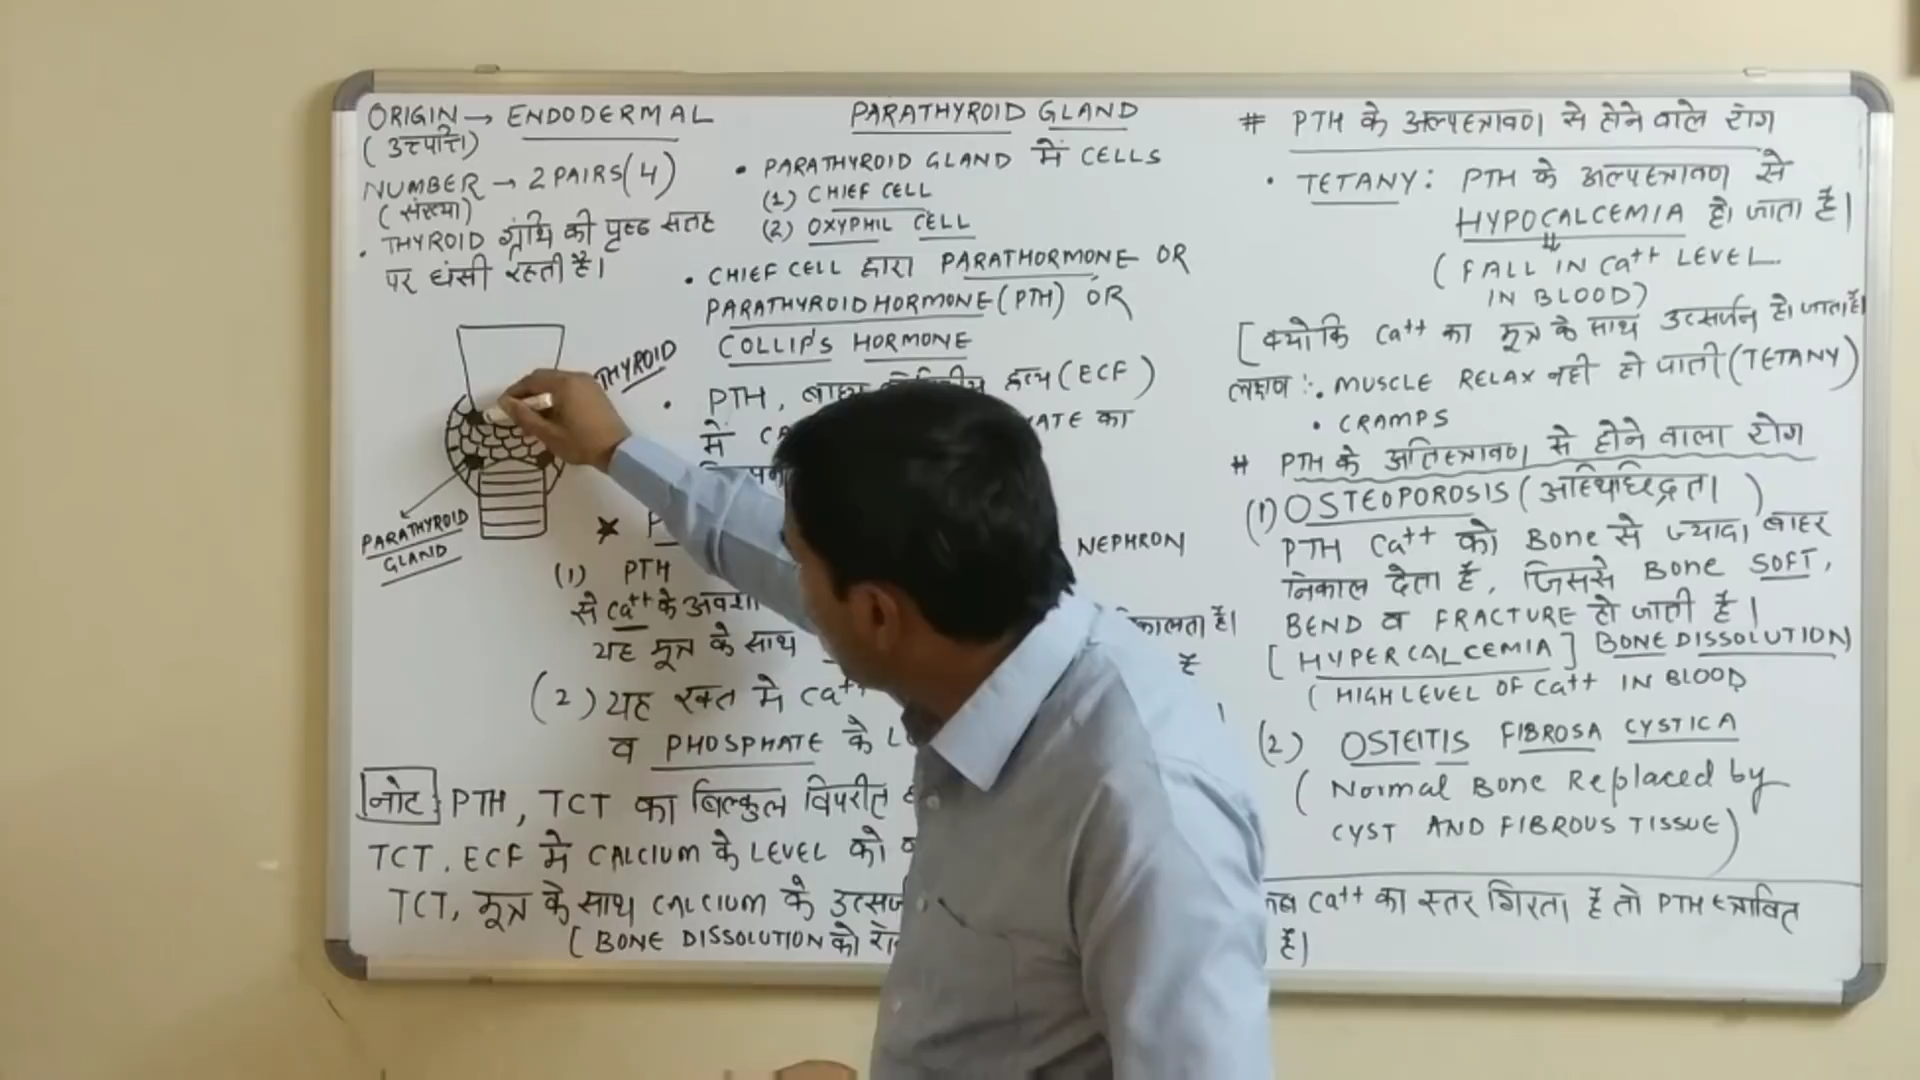 ORIGIN → ENDODERMAL
(उत्पत्ति)
NUMBER → 2 PAIRS(4)
(संख्या)
• THYROID ग्रंथि की पृष्ठ सतह
पर धंसी रहती है।
THYROID
PARATHYROID
GLAND
PARATHYROID GLAND
• PARATHYROID GLAND में CELLS
(1) CHIEF CELL
(2) OXYPHIL CELL
• CHIEF CELL द्वारा PARATHORMONE OR
PARATHYROID HORMONE (PTH) OR
COLLIP'S HORMONE
• PTH, बाह्य द्रव्य (ECF)
में का
NEPHRON
(1) PTH
से Ca++ के
यह मूत्र के साथ है
(2) यह रक्त मे Ca++
व PHOSPHATE के
नोट PTH, TCT का बिल्कुल विपरीत
TCT, ECF मे CALCIUM के LEVEL को
TCT, मूत्र के साथ CALCIUM के
[BONE DISSOLUTION को
# PTH के अल्पस्त्रावण से होने वाले रोग
• TETANY: PTH के अल्पस्त्रावण से
HYPOCALCEMIA हो जाता है।
(FALL IN Ca++ LEVEL
IN BLOOD)
[क्योकि Ca++ का मूत्र के साथ उत्सर्जन हो जाता है।
लक्षण :• MUSCLE RELAX नही हो पाती (TETANY)
• CRAMPS
# PTH के अतिस्त्रावण से होने वाला रोग
(1) OSTEOPOROSIS (अस्थिछिद्रता)
PTH Ca++ को Bone से ज्यादा बाहर
निकाल देता है, जिससे Bone SOFT,
BEND व FRACTURE हो जाती है।
[HYPERCALCEMIA] BONE DISSOLUTION)
(HIGH LEVEL OF Ca++ IN BLOOD
(2) OSTEITIS FIBROSA CYSTICA
(Normal Bone Replaced by
CYST AND FIBROUS TISSUE)
Ca++ का स्तर गिरता है तो PTH स्त्रावित
है।